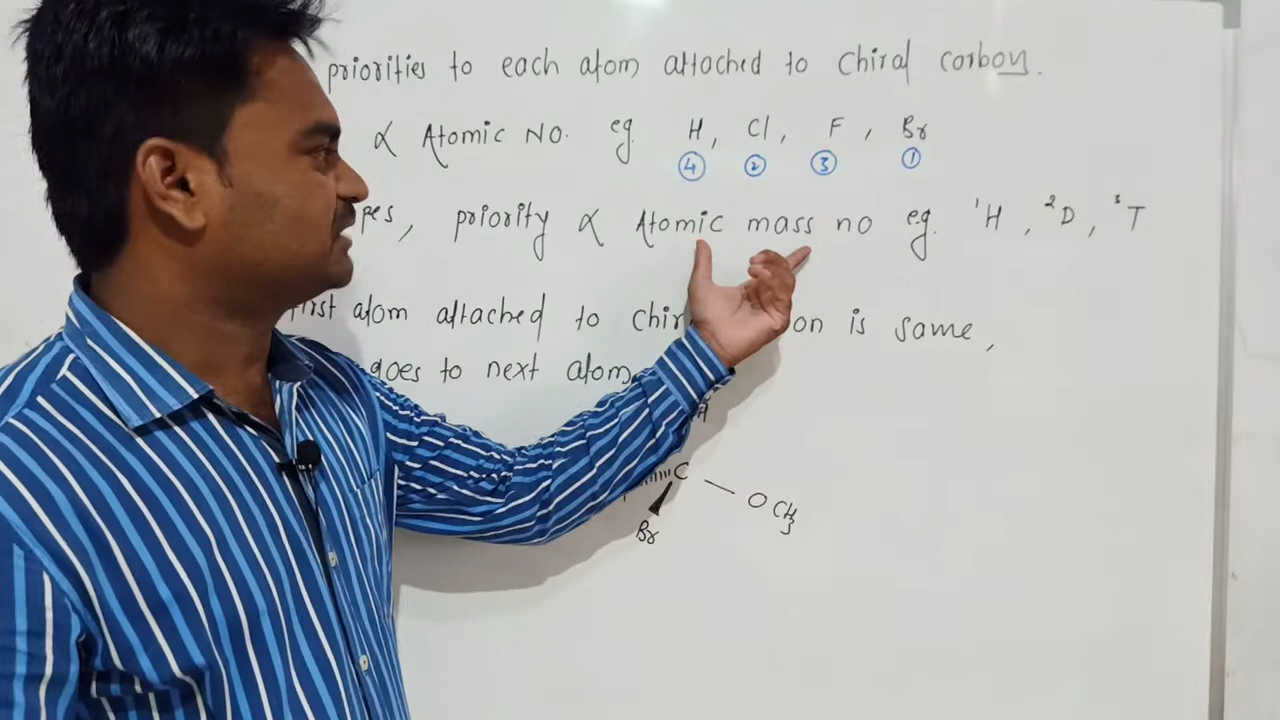 priorities to each atom attached to chiral carbon.
∝ Atomic No. eg H, Cl, F, Br
④ ② ③ ①
pes, priority ∝ Atomic mass no eg. ¹H, ²D, ³T
first atom attached to on is same,
goes to next atom
C
OCH₃
Br